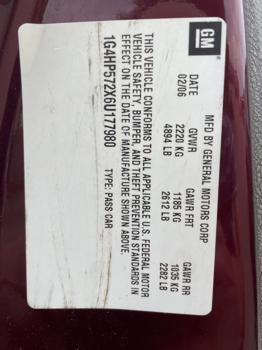 GM
MFD BY GENERAL MOTORS CORP
DATE GVWR GAWR FRT GAWR RR
02/06 2220 KG 1185 KG 1035 KG
4894 LB 2612 LB 2282 LB
THIS VEHICLE CONFORMS TO ALL APPLICABLE U.S. FEDERAL MOTOR
VEHICLE SAFETY, BUMPER, AND THEFT PREVENTION STANDARDS IN
EFFECT ON THE DATE OF MANUFACTURE SHOWN ABOVE.
1G4HP572X6U177980 TYPE: PASS CAR